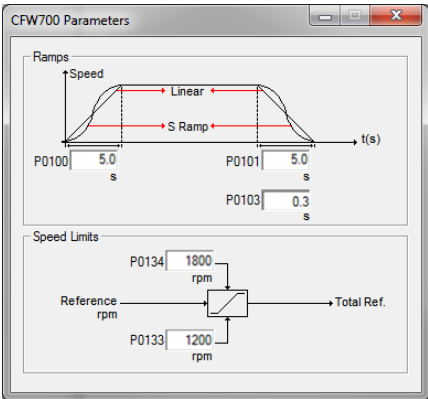 CFW700 Parameters
Ramps
Speed
Linear
S Ramp
t(s)
P0100 5.0
s
P0101 5.0
s
P0103 0.3
s
Speed Limits
P0134 1800
rpm
Reference
rpm
Total Ref.
P0133 1200
rpm